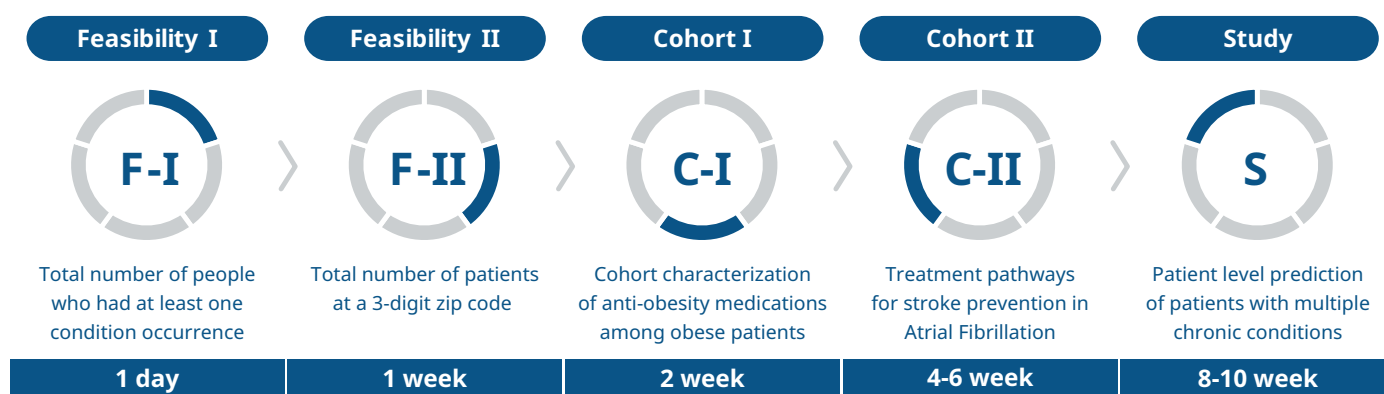 Feasibility I
Feasibility II
Cohort I
Cohort II
Study
F-I
F-II
C-I
C-II
S
Total number of people
who had at least one
condition occurrence
Total number of patients
at a 3-digit zip code
Cohort characterization
of anti-obesity medications
among obese patients
Treatment pathways
for stroke prevention in
Atrial Fibrillation
Patient level prediction
of patients with multiple
chronic conditions
1 day
1 week
2 week
4-6 week
8-10 week